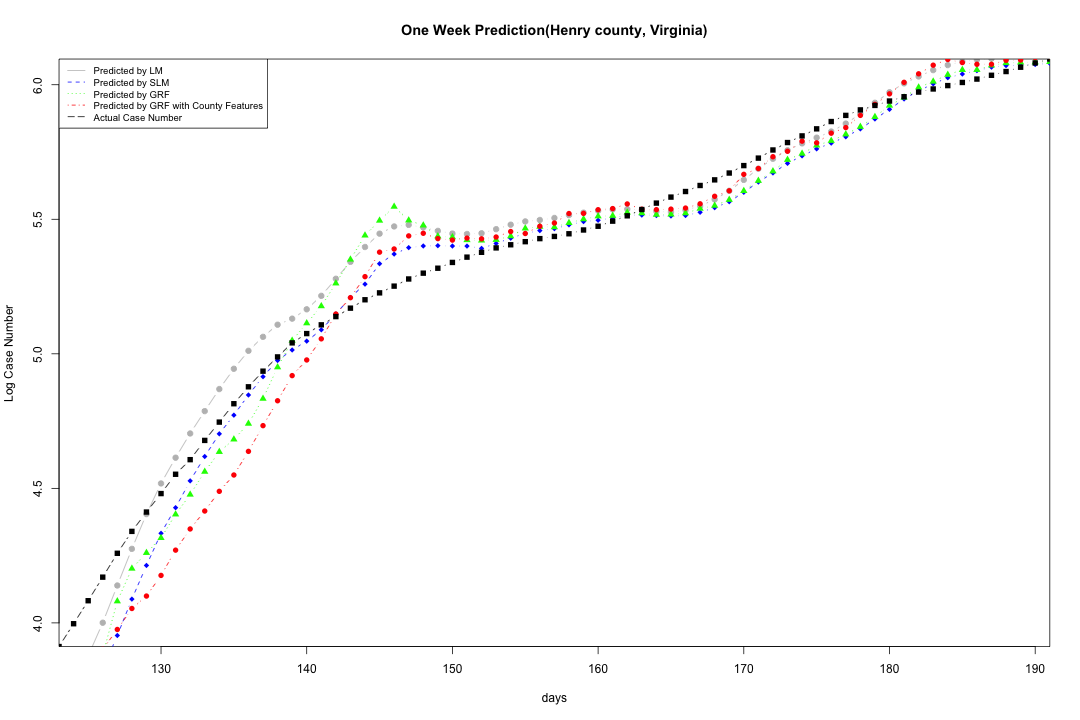 One Week Prediction(Henry county, Virginia)
Predicted by LM
Predicted by SLM
Predicted by GRF
Predicted by GRF with County Features
Actual Case Number
Log Case Number
6.0
5.5
5.0
4.5
4.0
130 140 150 160 170 180 190
days